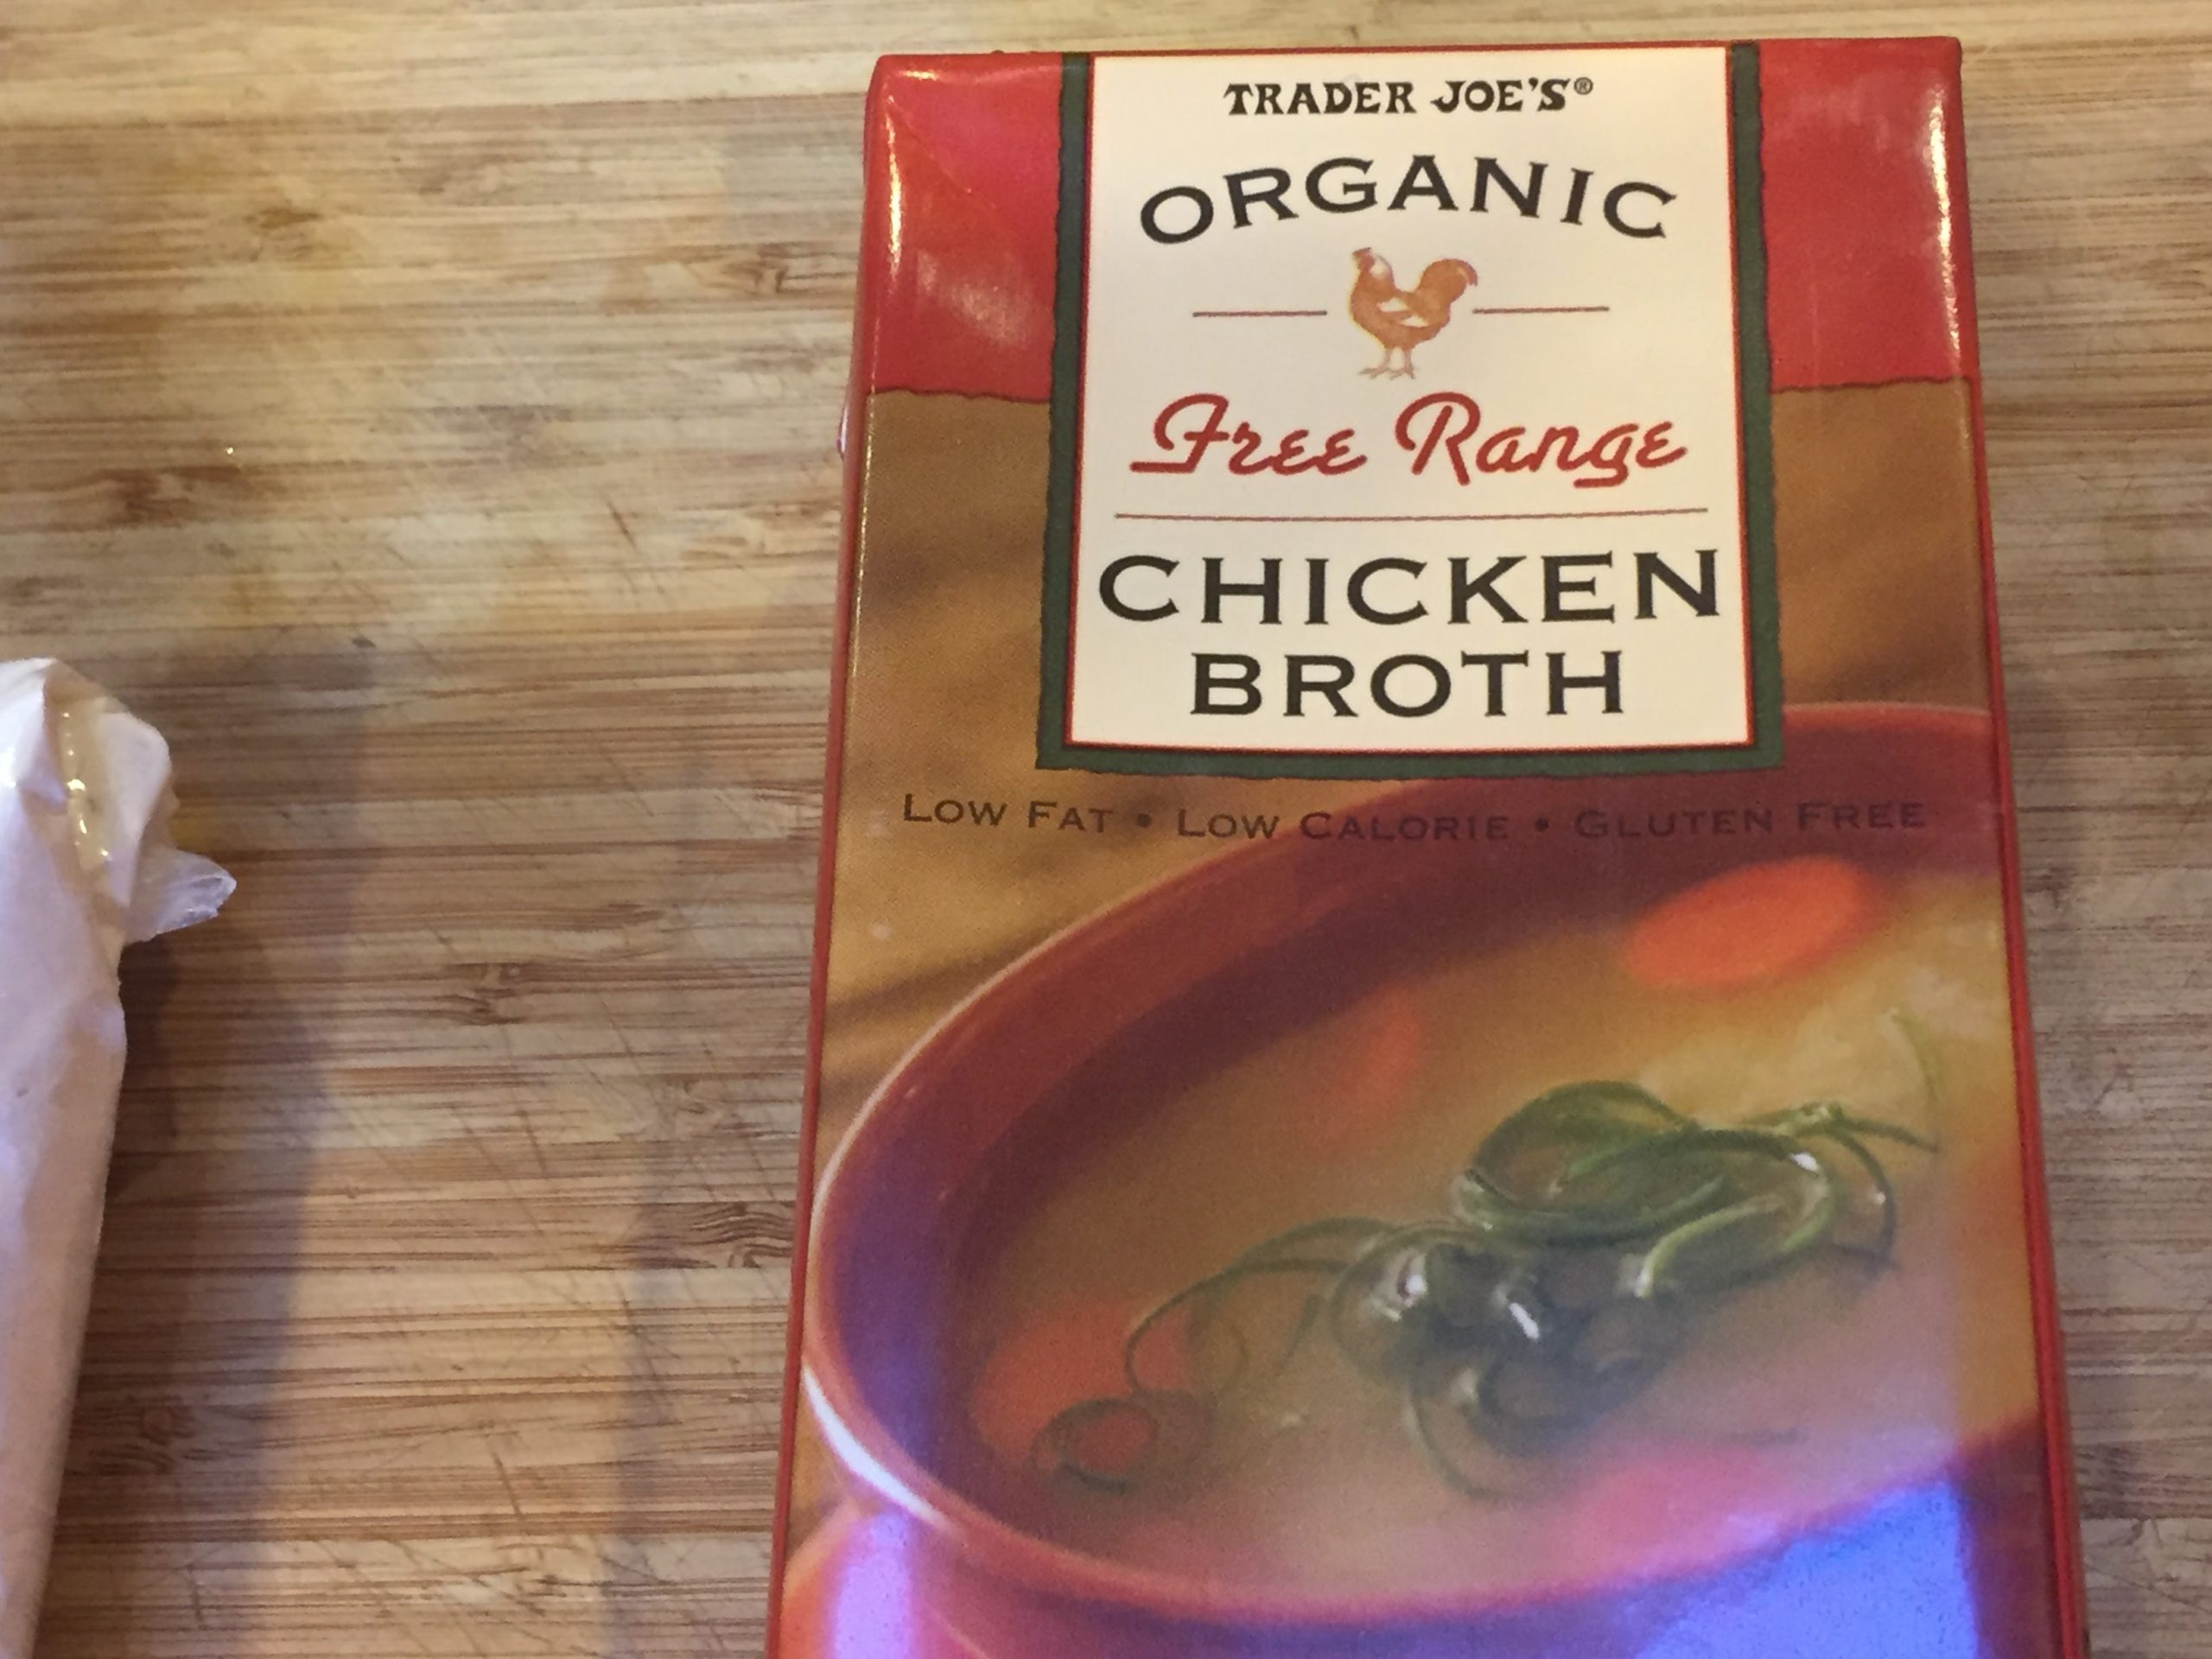 TRADER JOE'S®
ORGANIC
Free Range
CHICKEN
BROTH
LOW FAT • LOW CALORIE • GLUTEN FREE